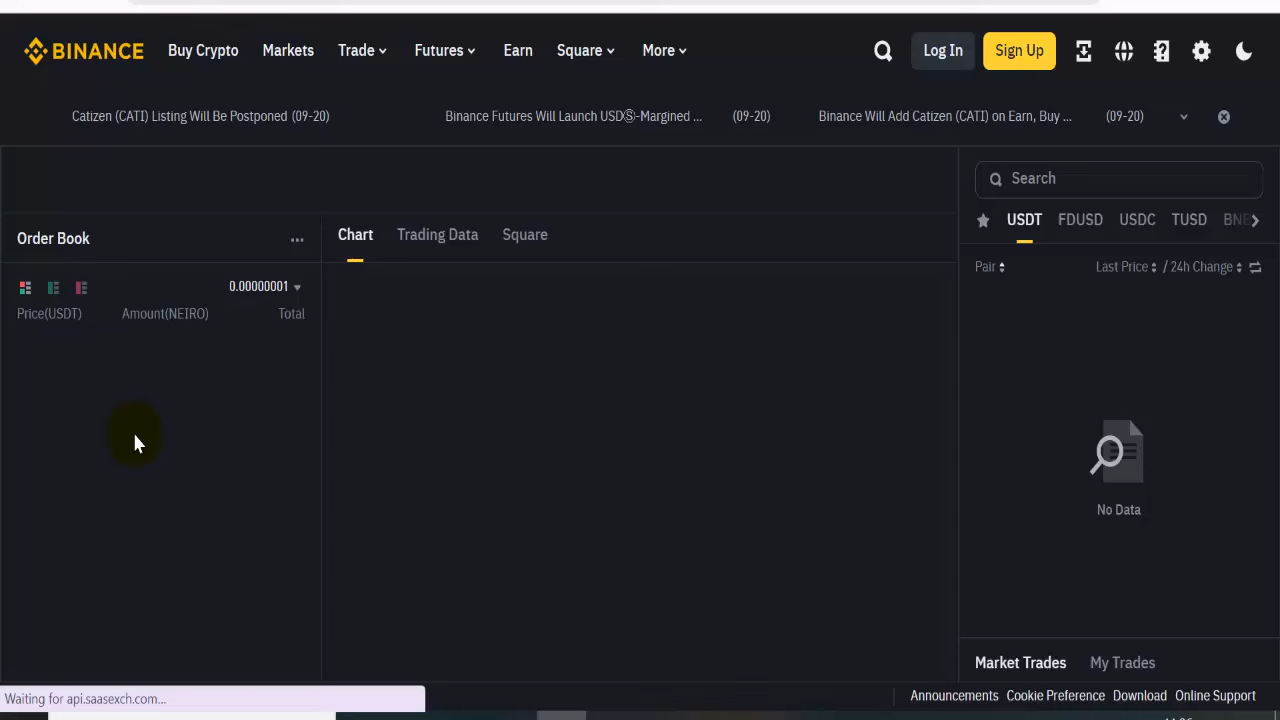 BINANCE Buy Crypto Markets Trade Futures Earn Square More Log In Sign Up
Catizen (CATI) Listing Will Be Postponed (09-20) Binance Futures Will Launch USDⓈ-Margined ... (09-20) Binance Will Add Catizen (CATI) on Earn, Buy ... (09-20)
Search
USDT FDUSD USDC TUSD
Order Book ... Chart Trading Data Square
Pair Last Price / 24h Change
0.00000001
Price(USDT) Amount(NEIRO) Total
No Data
Market Trades My Trades
Waiting for api.saasexch.com...
Announcements Cookie Preference Download Online Support